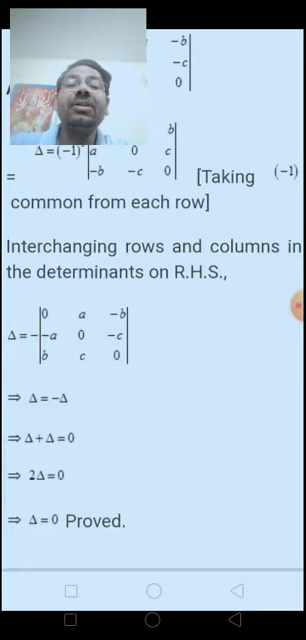 -b
-c
0
b
Δ=(-1) |a 0 c|
= |-b -c 0| [Taking (-1)
common from each row]
Interchanging rows and columns in
the determinants on R.H.S.,
|0 a -b|
Δ=-|-a 0 -c|
|b c 0|
⇒ Δ=-Δ
⇒ Δ+Δ=0
⇒ 2Δ=0
⇒ Δ=0 Proved.